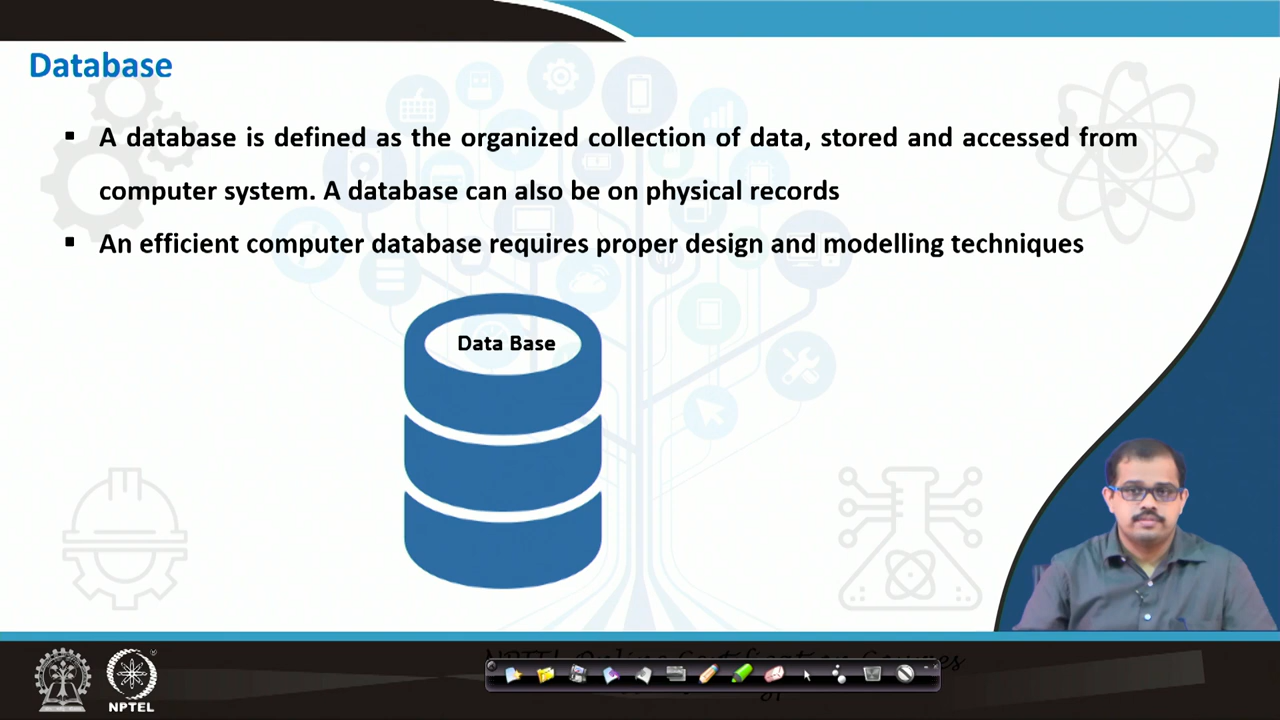 Database
▪ A database is defined as the organized collection of data, stored and accessed from
computer system. A database can also be on physical records
▪ An efficient computer database requires proper design and modelling techniques
Data Base
NPTEL